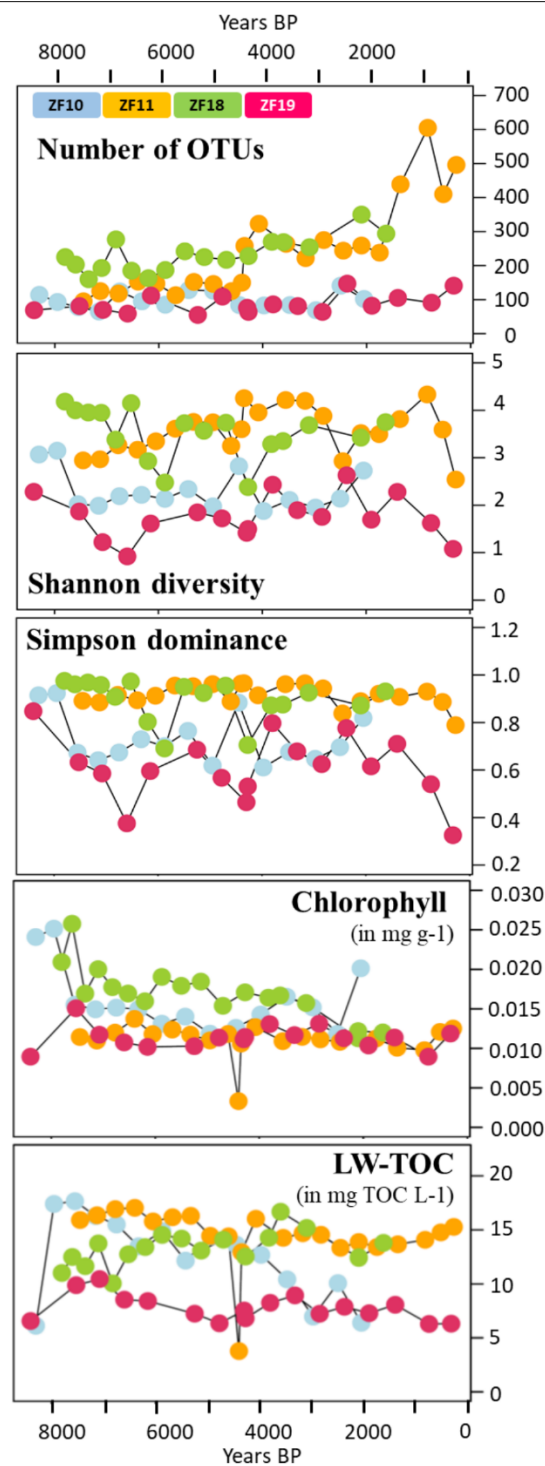 Years BP
8000 6000 4000 2000
ZF10 ZF11 ZF18 ZF19
Number of OTUs
700
600
500
400
300
200
100
0
5
4
3
2
1
0
Shannon diversity
Simpson dominance
1.2
1.0
0.8
0.6
0.4
0.2
Chlorophyll
(in mg g-1)
0.030
0.025
0.020
0.015
0.010
0.005
0.000
LW-TOC
(in mg TOC L-1)
20
15
10
5
0
8000 6000 4000 2000 0
Years BP